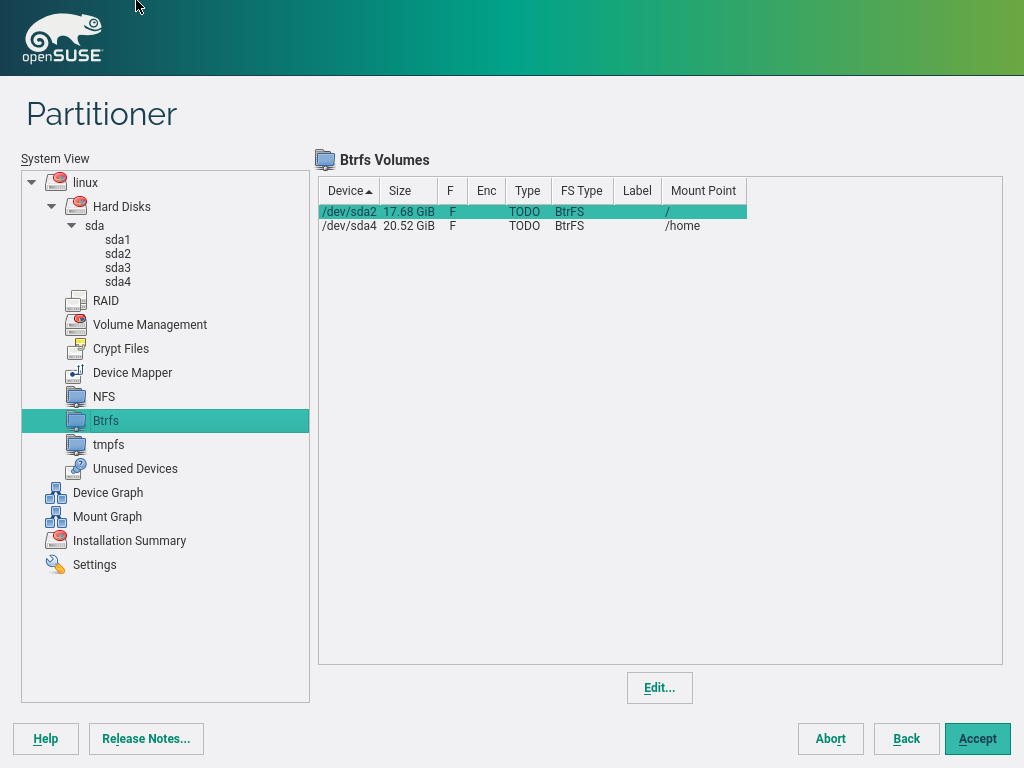 openSUSE
Partitioner
System View
linux
Hard Disks
sda
sda1
sda2
sda3
sda4
RAID
Volume Management
Crypt Files
Device Mapper
NFS
Btrfs
tmpfs
Unused Devices
Device Graph
Mount Graph
Installation Summary
Settings
Btrfs Volumes
Device Size F Enc Type FS Type Label Mount Point
/dev/sda2 17.68 GiB F TODO BtrFS /
/dev/sda4 20.52 GiB F TODO BtrFS /home
Edit...
Help Release Notes... Abort Back Accept